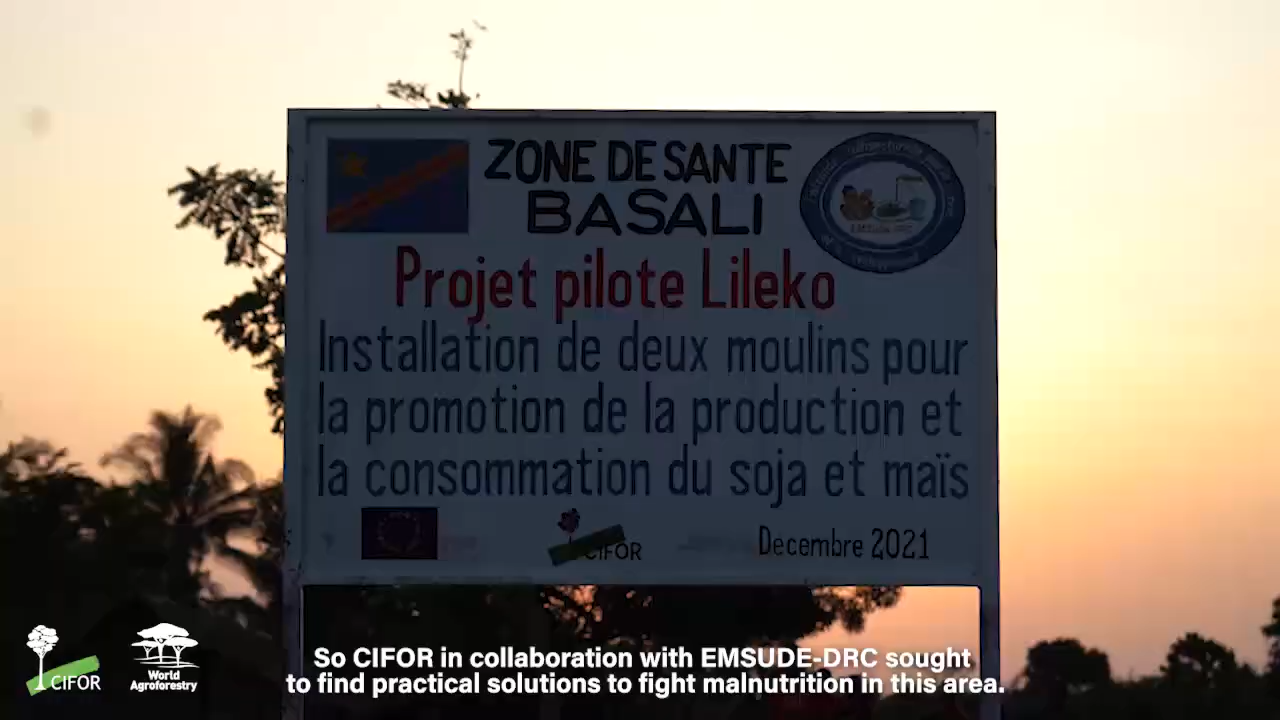 ZONE DE SANTE
BASALI
Projet pilote Lileko
Installation de deux moulins pour
la promotion de la production et
la consommation du soja et maïs
CIFOR
Decembre 2021
So CIFOR in collaboration with EMSUDE-DRC sought
to find practical solutions to fight malnutrition in this area.
CIFOR
World
Agroforestry